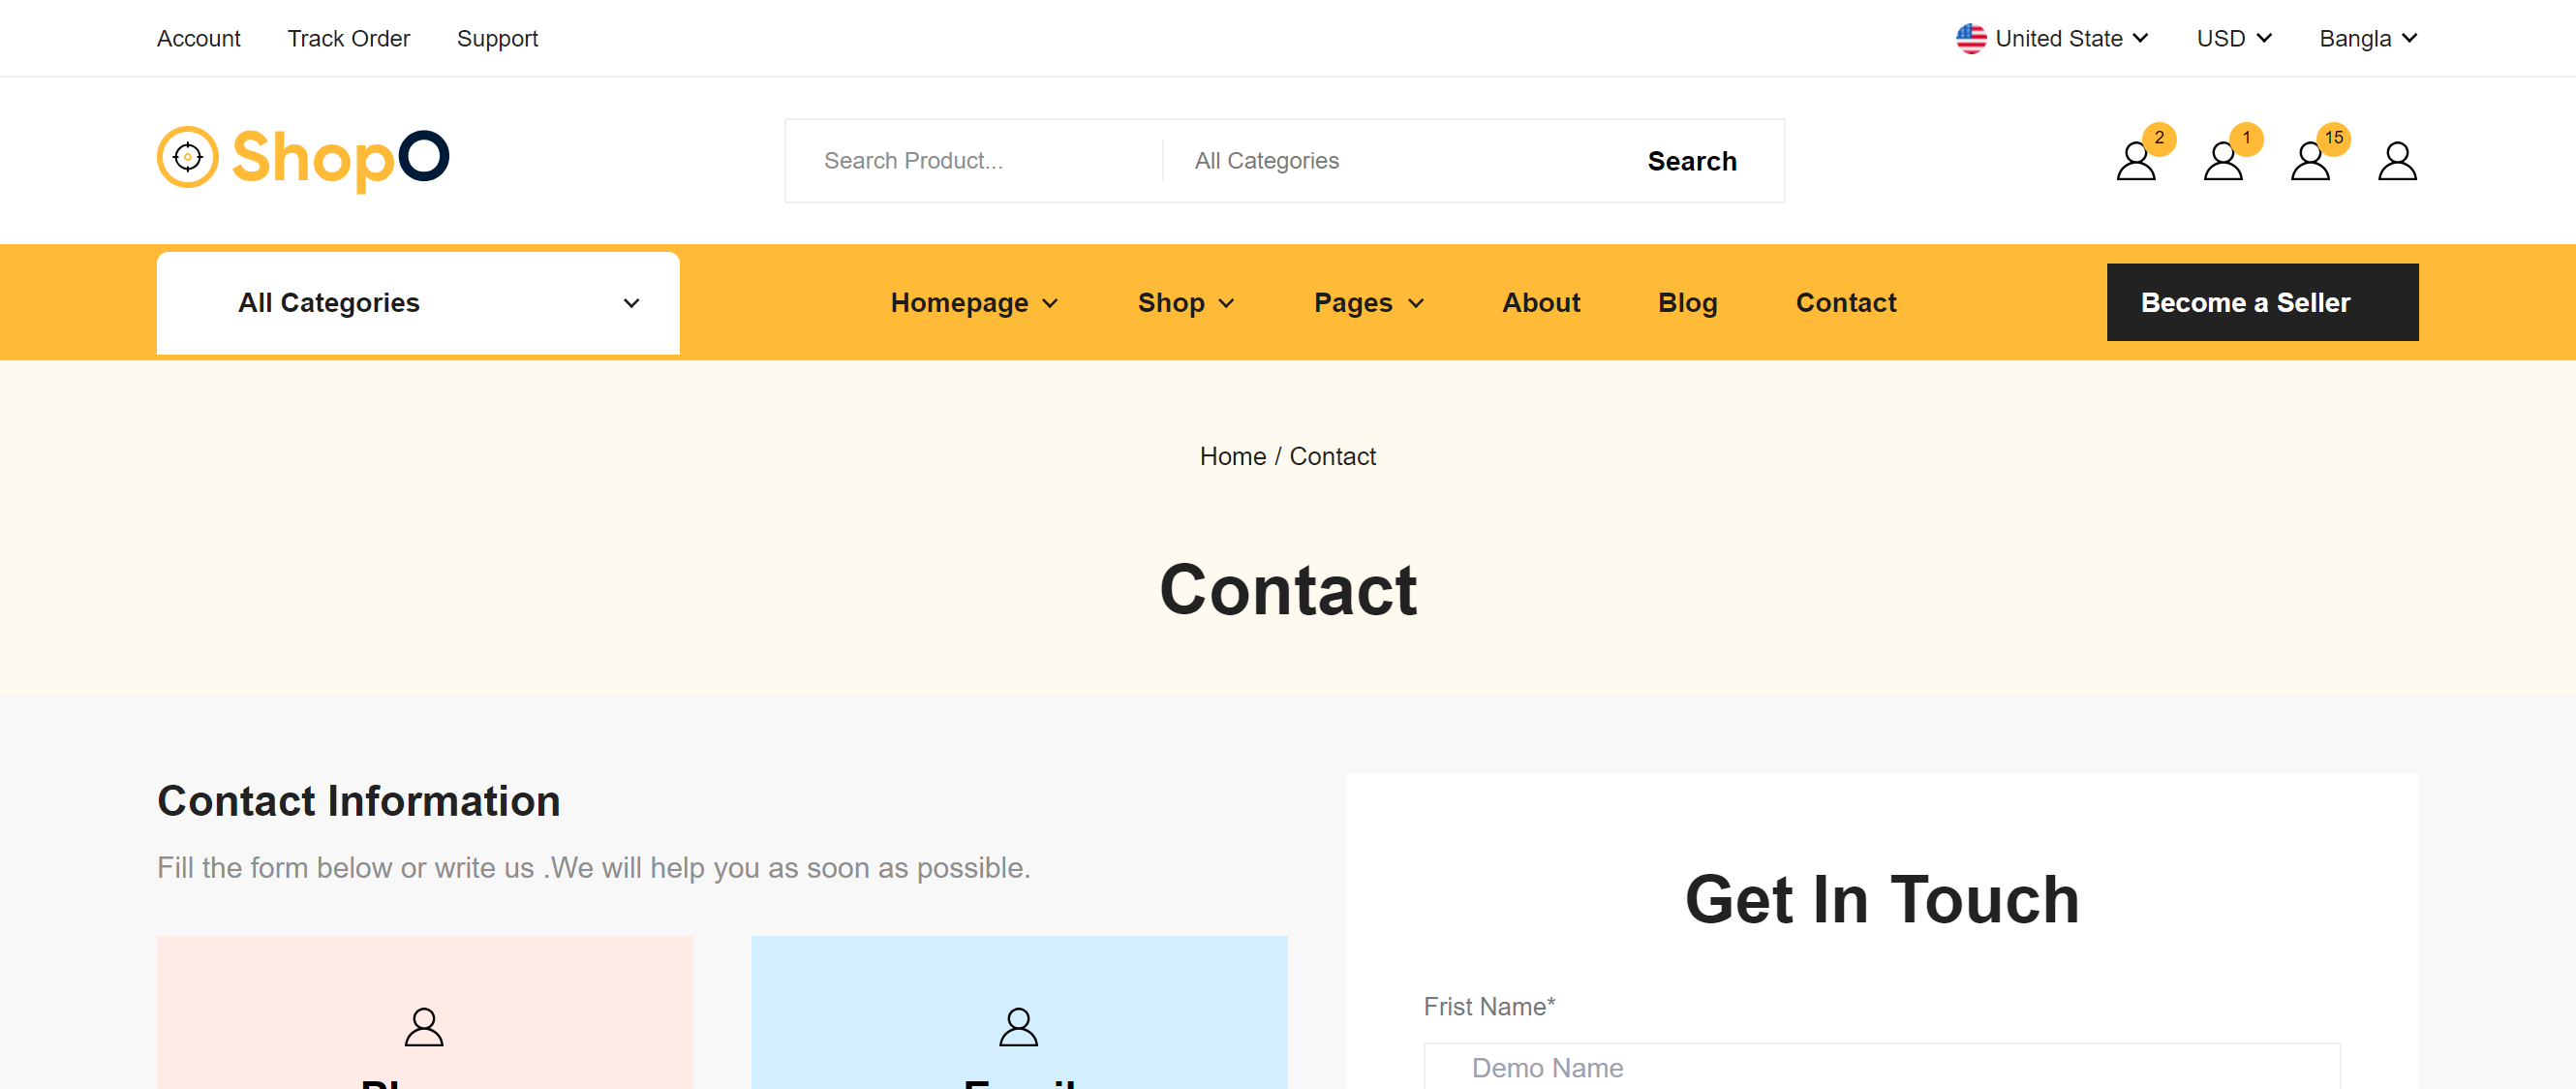 Account Track Order Support United State USD Bangla
ShopO Search Product... All Categories Search 2 1 15
All Categories Homepage Shop Pages About Blog Contact Become a Seller
Home / Contact
Contact
Contact Information
Fill the form below or write us .We will help you as soon as possible.
Get In Touch
Frist Name*
Demo Name